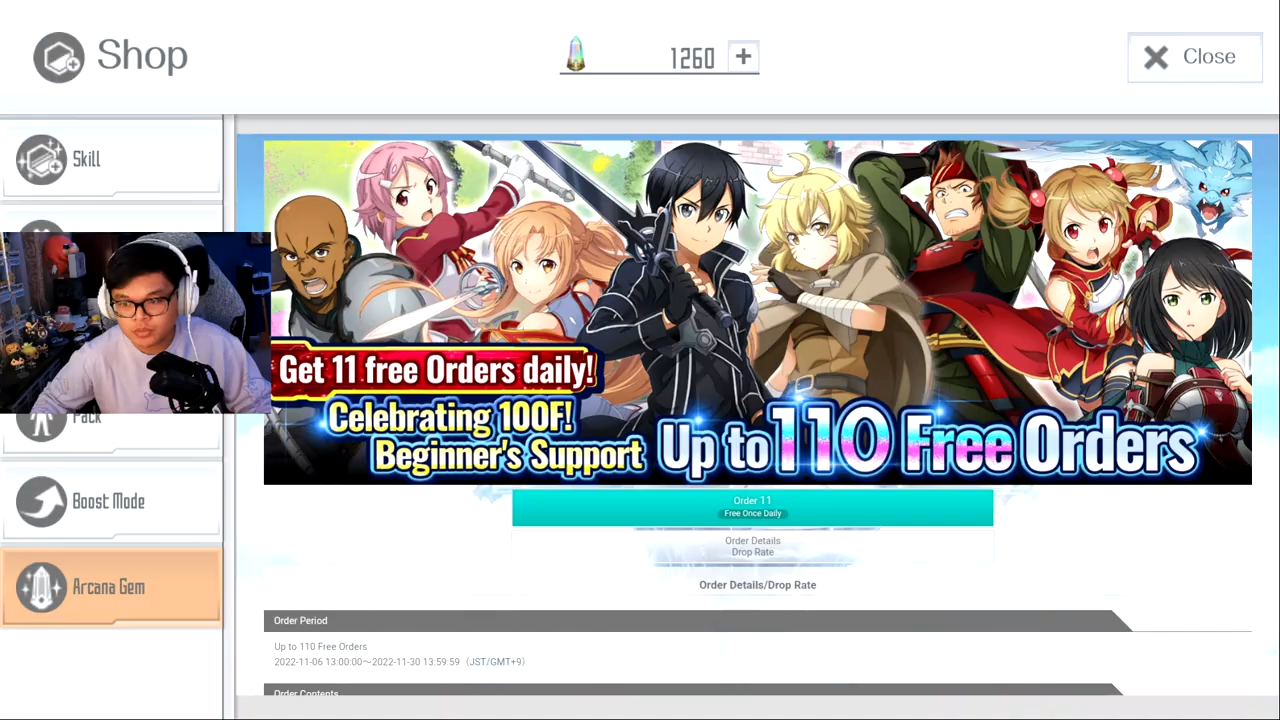 Shop
1260
Close
Skill
Pack
Boost Mode
Arcana Gem
Get 11 free Orders daily!
Celebrating 100F!
Beginner's Support
Up to 110 Free Orders
Order 11
Free Once Daily
Order Details
Drop Rate
Order Details/Drop Rate
Order Period
Up to 110 Free Orders
2022-11-06 13:00:00～2022-11-30 13:59:59（JST/GMT+9）
Order Contents